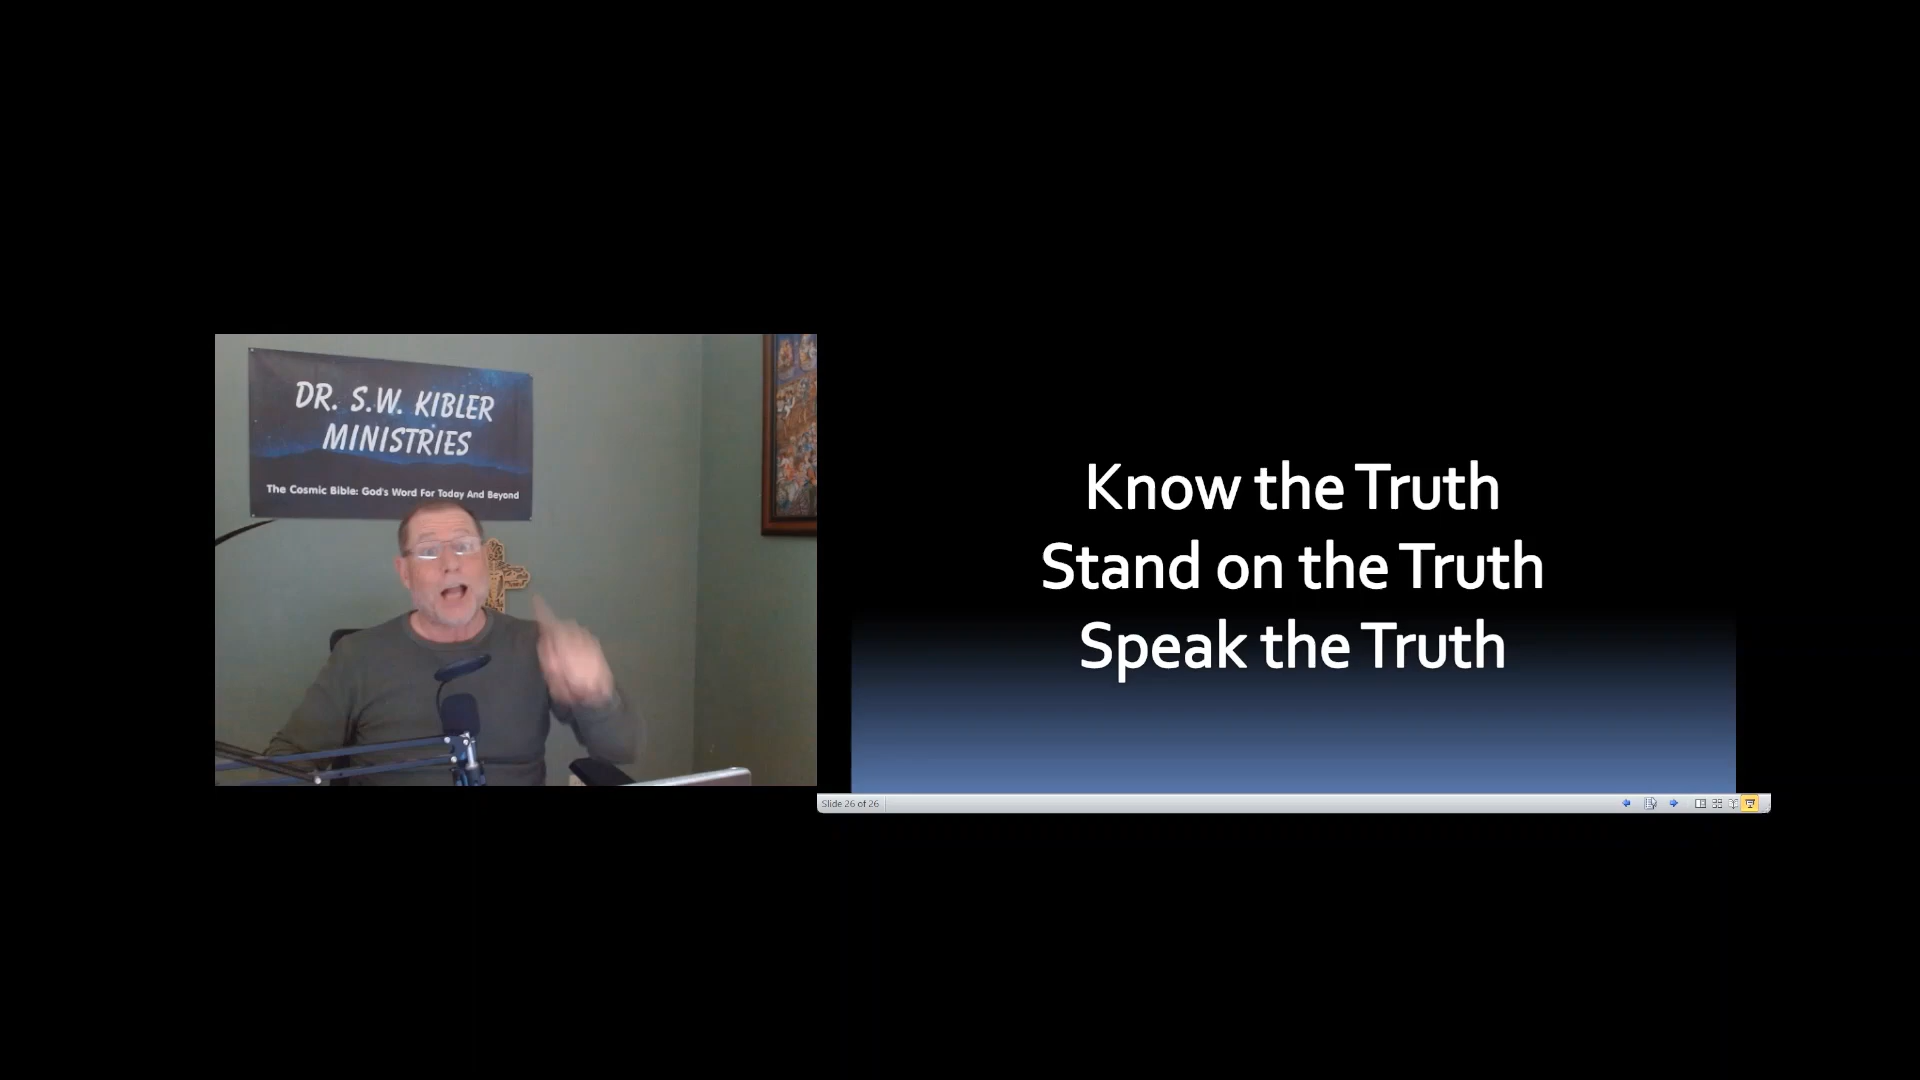 DR. S.W. KIBLER
MINISTRIES
The Cosmic Bible: God's Word For Today And Beyond
Know the Truth
Stand on the Truth
Speak the Truth
Slide 26 of 26